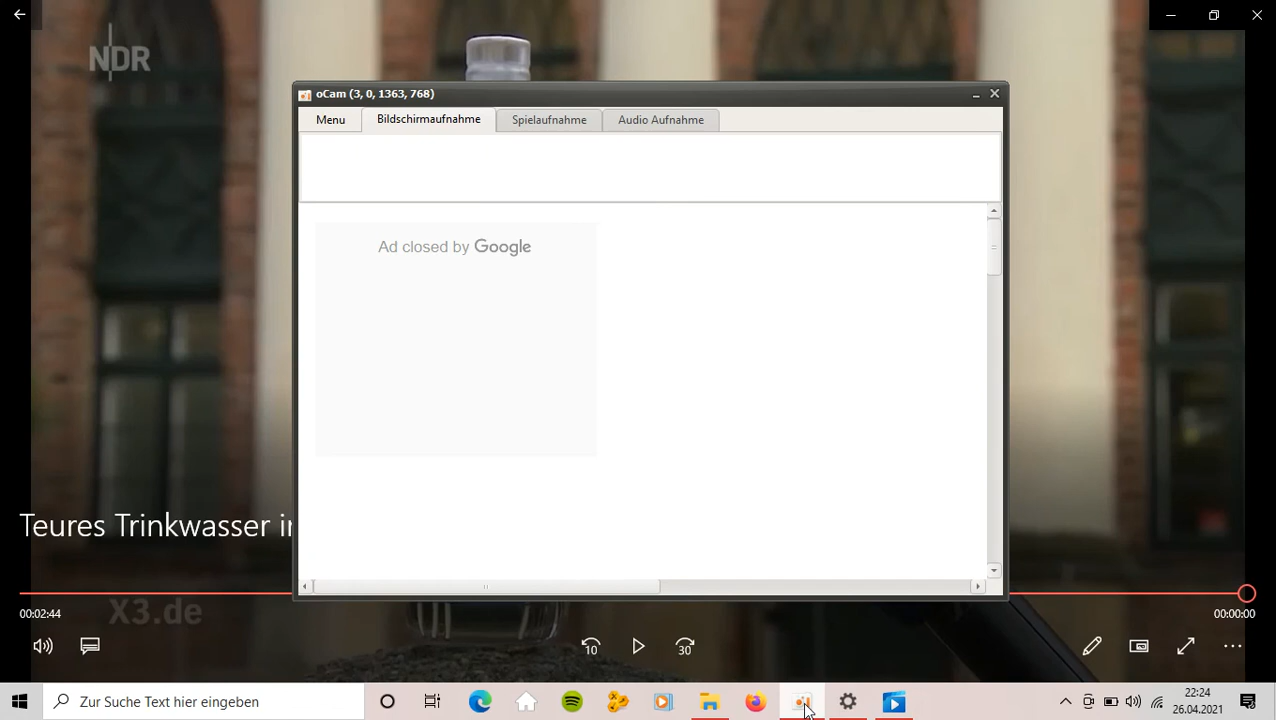 NDR
oCam (3, 0, 1363, 768)
Menu
Bildschirmaufnahme
Spielaufnahme
Audio Aufnahme
Ad closed by Google
Teures Trinkwasser
X3.de
00:02:44
00:00:00
10
30
Zur Suche Text hier eingeben
22:24
26.04.2021